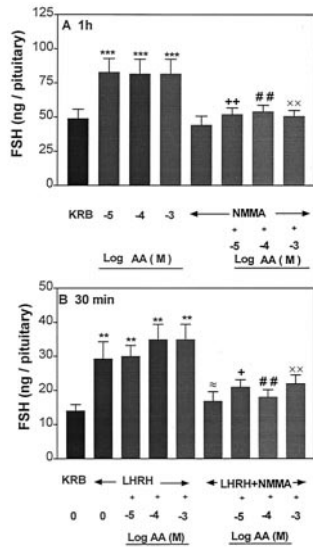 A 1h
FSH (ng / pituitary)
125
100
75
50
25
0
*** *** ***
++ ## ××
KRB -5 -4 -3 NMMA
+ + +
-5 -4 -3
Log AA ( M ) Log AA ( M )
B 30 min
FSH (ng / pituitary)
40
30
20
10
0
** ** ** **
≈ + ## ××
KRB LHRH LHRH+NMMA
+ + + + + +
0 0 -5 -4 -3 0 -5 -4 -3
Log AA (M) Log AA (M)